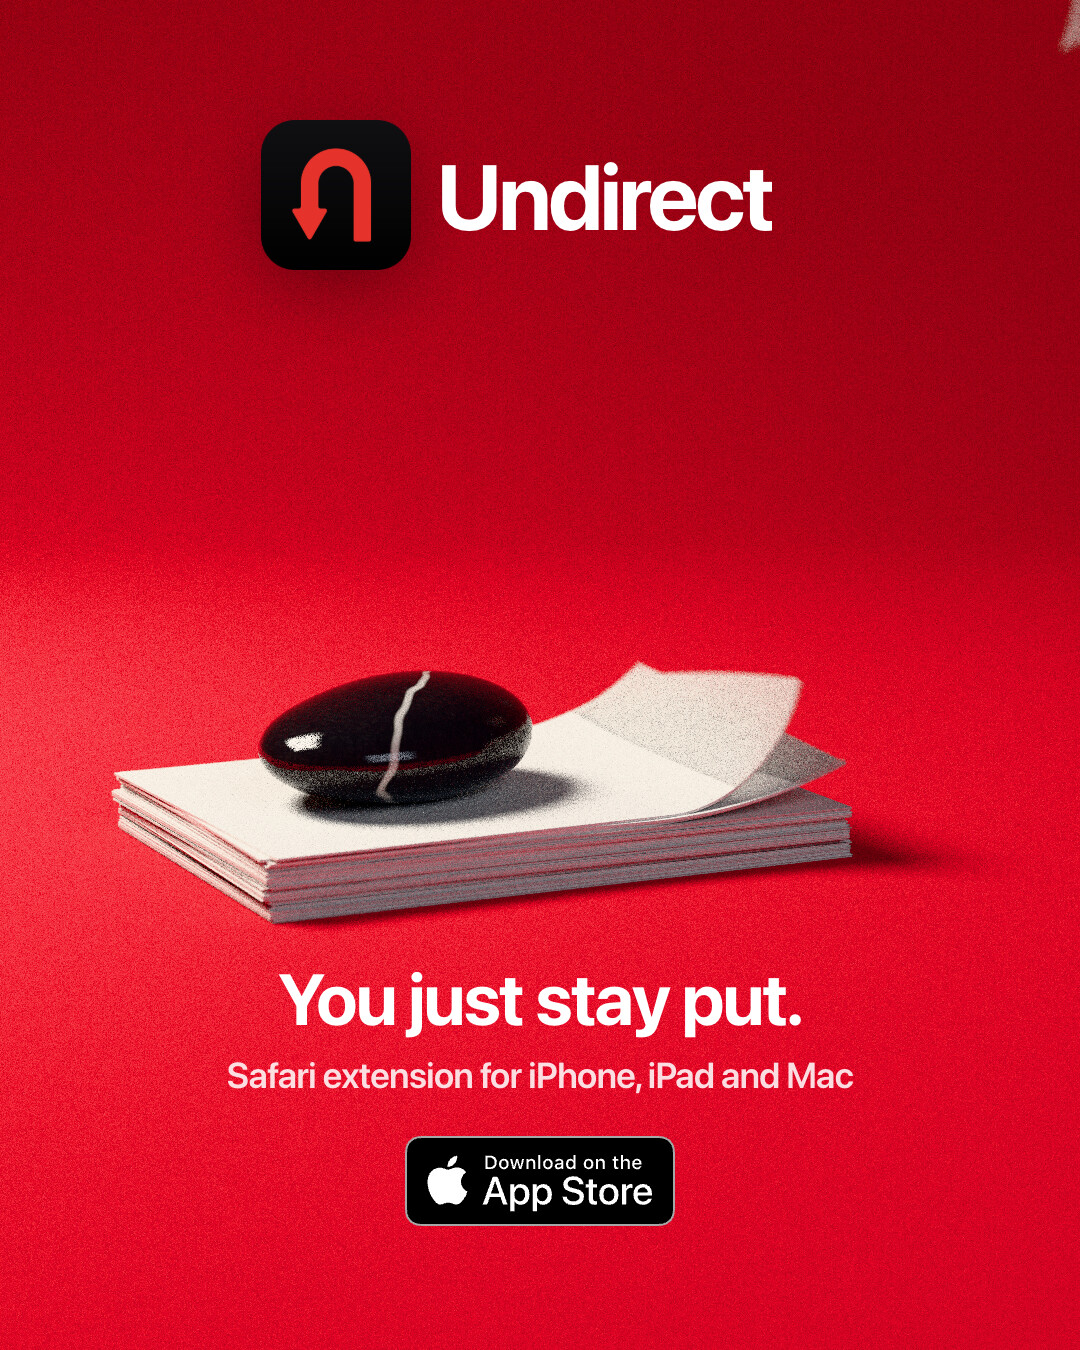 Undirect
You just stay put.
Safari extension for iPhone, iPad and Mac
Download on the
App Store